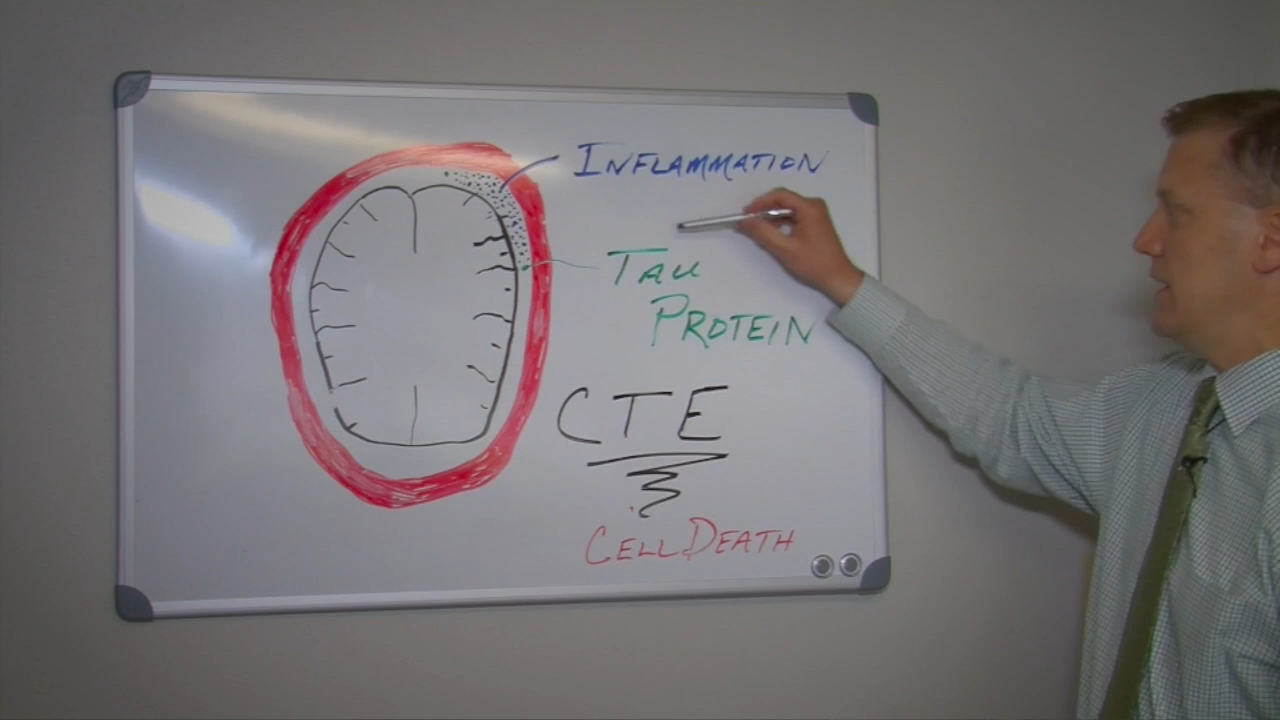 INFLAMMATION
TAU
PROTEIN
CTE
CELL DEATH